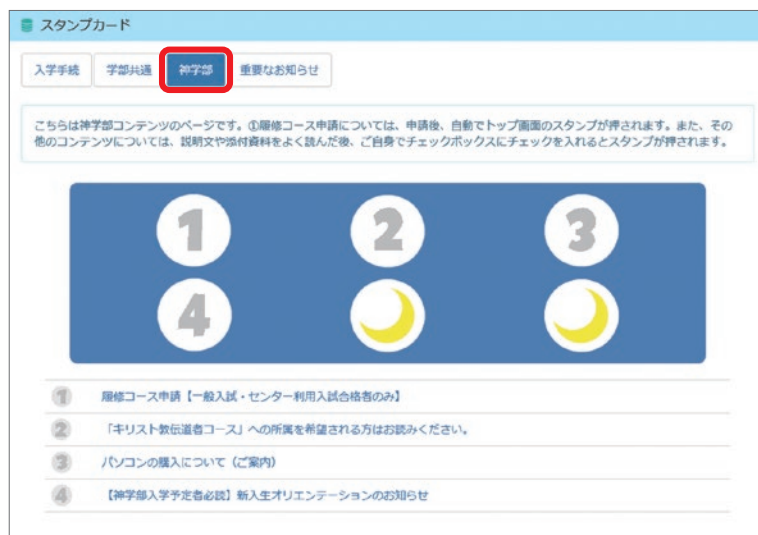 スタンプカード
入学手続 学部共通 神学部 重要なお知らせ
こちらは神学部コンテンツのページです。①履修コース申請については、申請後、自動でトップ画面のスタンプが押されます。また、その
他のコンテンツについては、説明文や添付資料をよく読んだ後、ご自身でチェックボックスにチェックを入れるとスタンプが押されます。
1 2 3
4
1 履修コース申請【一般入試・センター利用入試合格者のみ】
2 「キリスト教伝道者コース」への所属を希望される方はお読みください。
3 パソコンの購入について（ご案内）
4 【神学部入学予定者必読】新入生オリエンテーションのお知らせ